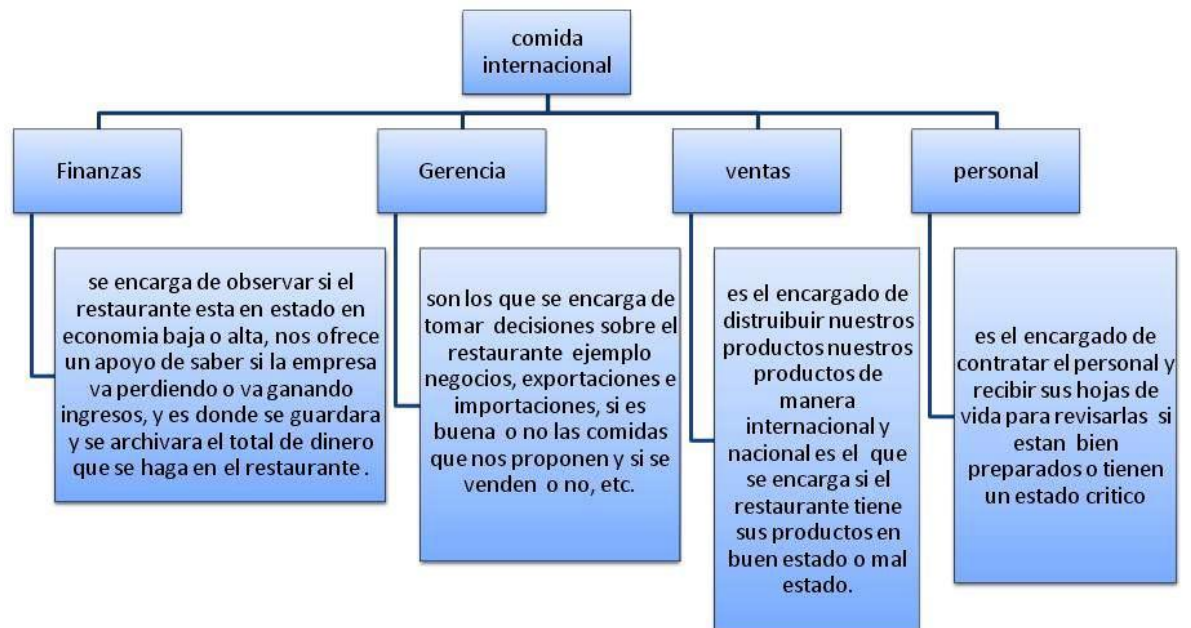 comida
internacional
Finanzas
Gerencia
ventas
personal
se encarga de observar si el
restaurante esta en estado en
economia baja o alta, nos ofrece
un apoyo de saber si la empresa
va perdiendo o va ganando
ingresos, y es donde se guardara
y se archivara el total de dinero
que se haga en el restaurante .
son los que se encarga de
tomar decisiones sobre el
restaurante ejemplo
negocios, exportaciones e
importaciones, si es
buena o no las comidas
que nos proponen y si se
venden o no, etc.
es el encargado de
distruibuir nuestros
productos nuestros
productos de
manera
internacional y
nacional es el que
se encarga si el
restaurante tiene
sus productos en
buen estado o mal
estado.
es el encargado de
contratar el personal y
recibir sus hojas de
vida para revisarlas si
estan bien
preparados o tienen
un estado critico